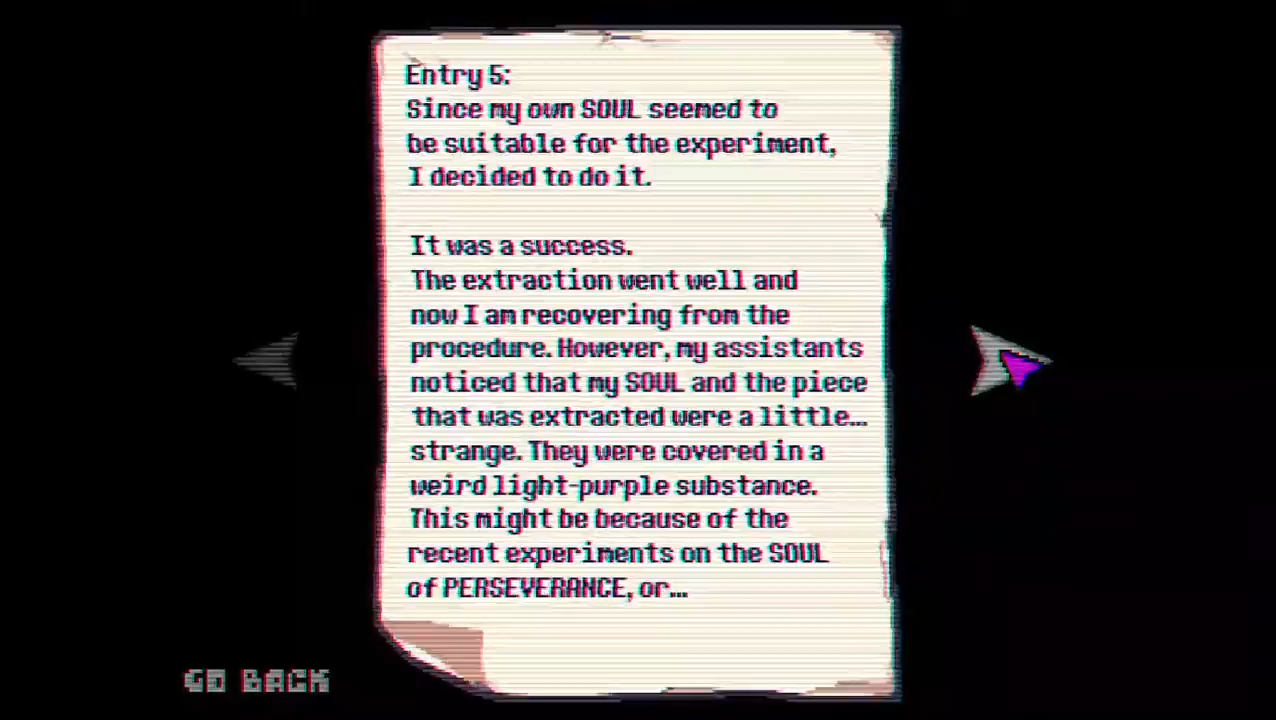 Entry 5:
Since my own SOUL seemed to
be suitable for the experiment,
I decided to do it.
It was a success.
The extraction went well and
now I am recovering from the
procedure. However, my assistants
noticed that my SOUL and the piece
that was extracted were a little...
strange. They were covered in a
weird light-purple substance.
This might be because of the
recent experiments on the SOUL
of PERSEVERANCE, or...
GO BACK